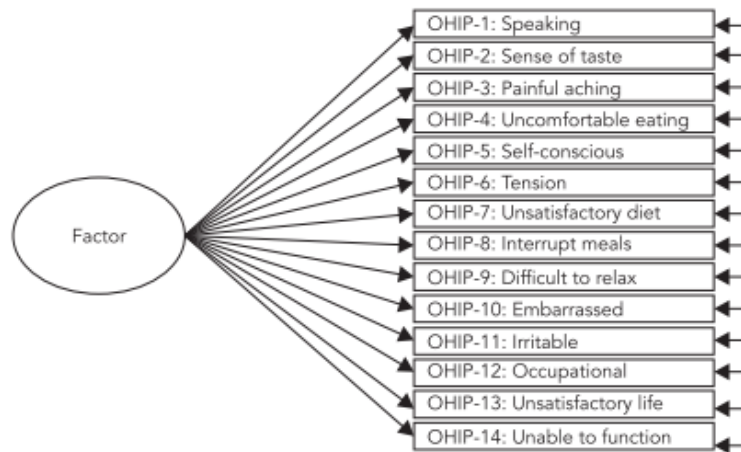 Factor
OHIP-1: Speaking
OHIP-2: Sense of taste
OHIP-3: Painful aching
OHIP-4: Uncomfortable eating
OHIP-5: Self-conscious
OHIP-6: Tension
OHIP-7: Unsatisfactory diet
OHIP-8: Interrupt meals
OHIP-9: Difficult to relax
OHIP-10: Embarrassed
OHIP-11: Irritable
OHIP-12: Occupational
OHIP-13: Unsatisfactory life
OHIP-14: Unable to function